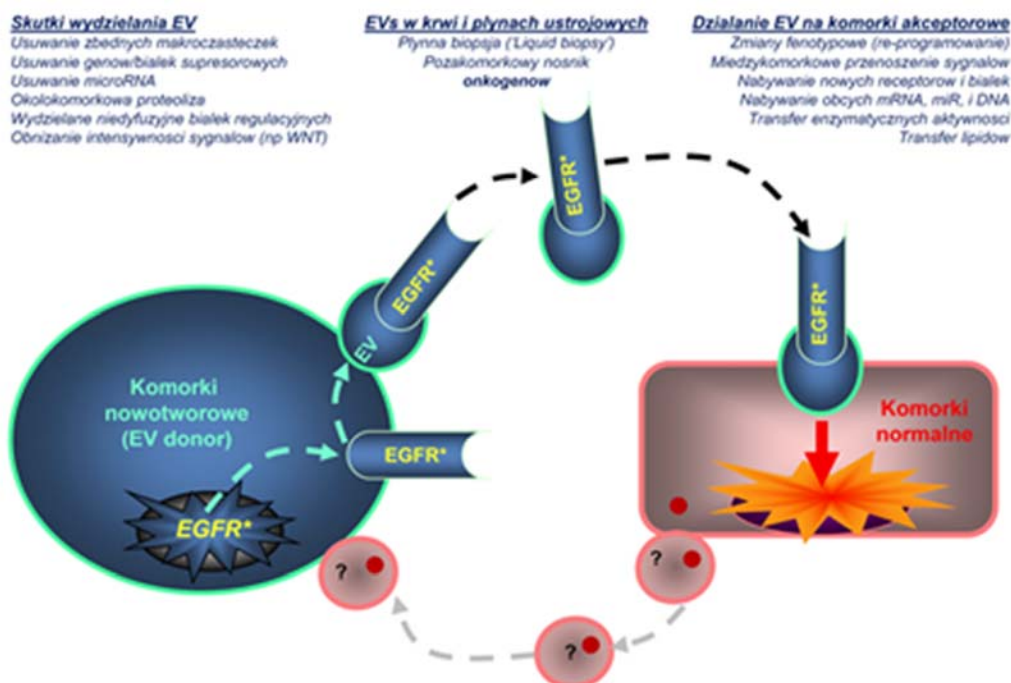 Skutki wydzielania EV
Usuwanie zbednych makroczasteczek
Usuwanie genow/bialek supresorowych
Usuwanie microRNA
Okolokomorkowa proteoliza
Wydzielane niedyfuzyjne bialek regulacyjnych
Obnizanie intensywnosci sygnalow (np WNT)
EVs w krwi i plynach ustrojowych
Plynna biopsja ('Liquid biopsy')
Pozakomorkowy nosnik
onkogenow
Dzialanie EV na komorki akceptorowe
Zmiany fenotypowe (re-programowanie)
Miedzykomorkowe przenoszenie sygnalow
Nabywanie nowych receptorow i bialek
Nabywanie obcych mRNA, miR, i DNA
Transfer enzymatycznych aktywnosci
Transfer lipidow
EGFR*
EGFR*
EGFR*
EV
Komorki
nowotworowe
(EV donor)
EGFR*
EGFR*
Komorki
normalne
?
?
?